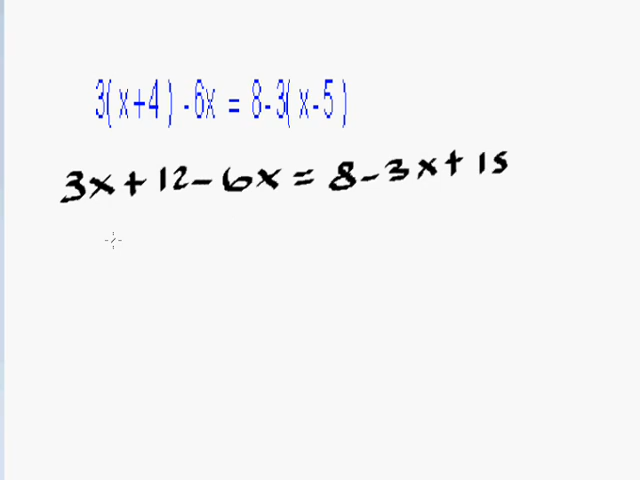 3(x+4)-6x = 8-3(x-5)
3x+12-6x = 8-3x+15